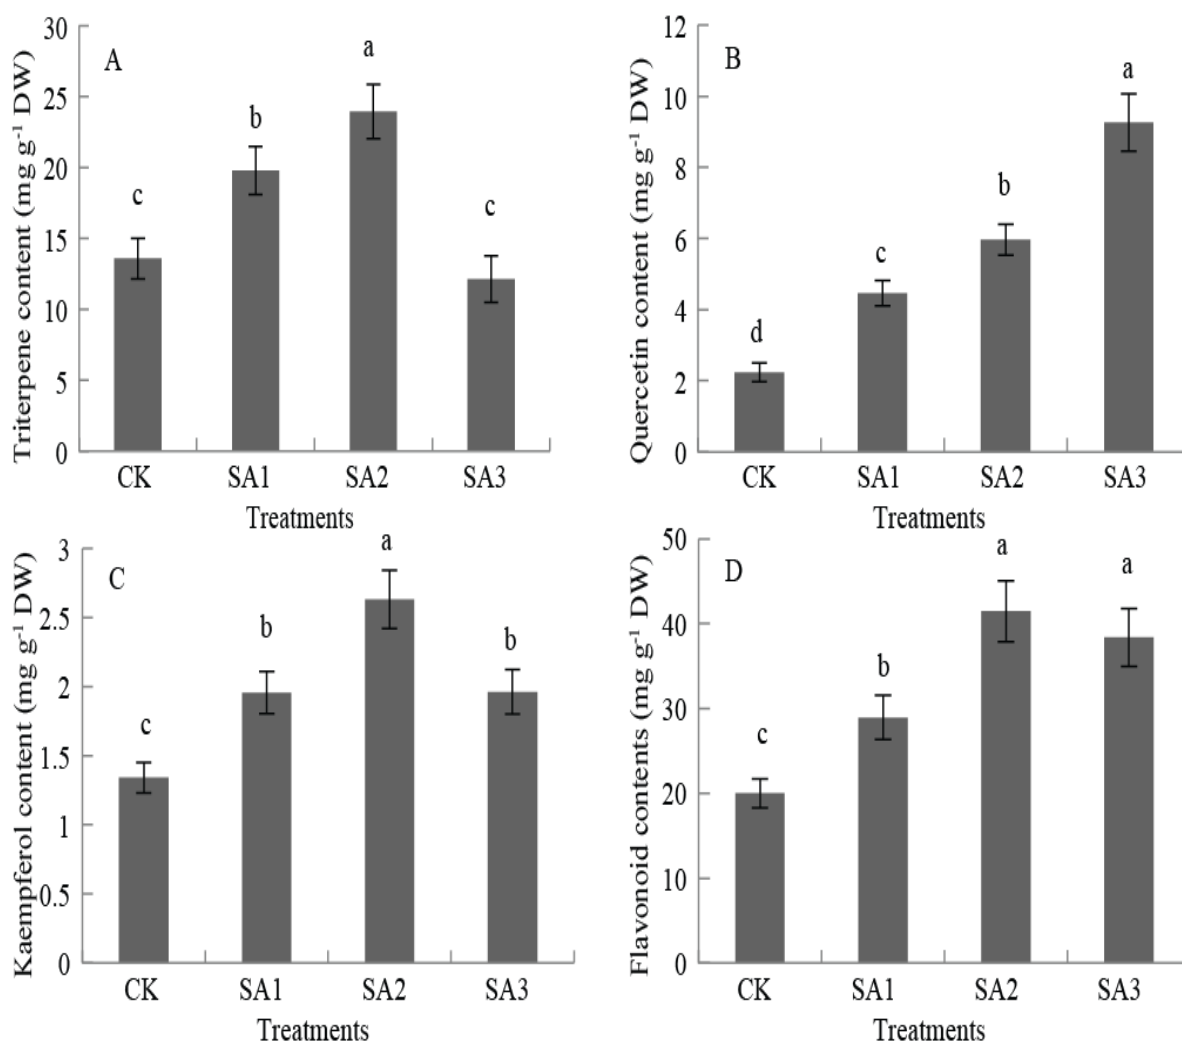 A
Triterpene content (mg g⁻¹ DW)
30
25
20
15
10
5
0
c
b
a
c
CK SA1 SA2 SA3
Treatments
B
Quercetin content (mg g⁻¹ DW)
12
10
8
6
4
2
0
d
c
b
a
CK SA1 SA2 SA3
Treatments
C
Kaempferol content (mg g⁻¹ DW)
3
2.5
2
1.5
1
0.5
0
c
b
a
b
CK SA1 SA2 SA3
Treatments
D
Flavonoid contents (mg g⁻¹ DW)
50
40
30
20
10
0
c
b
a
a
CK SA1 SA2 SA3
Treatments